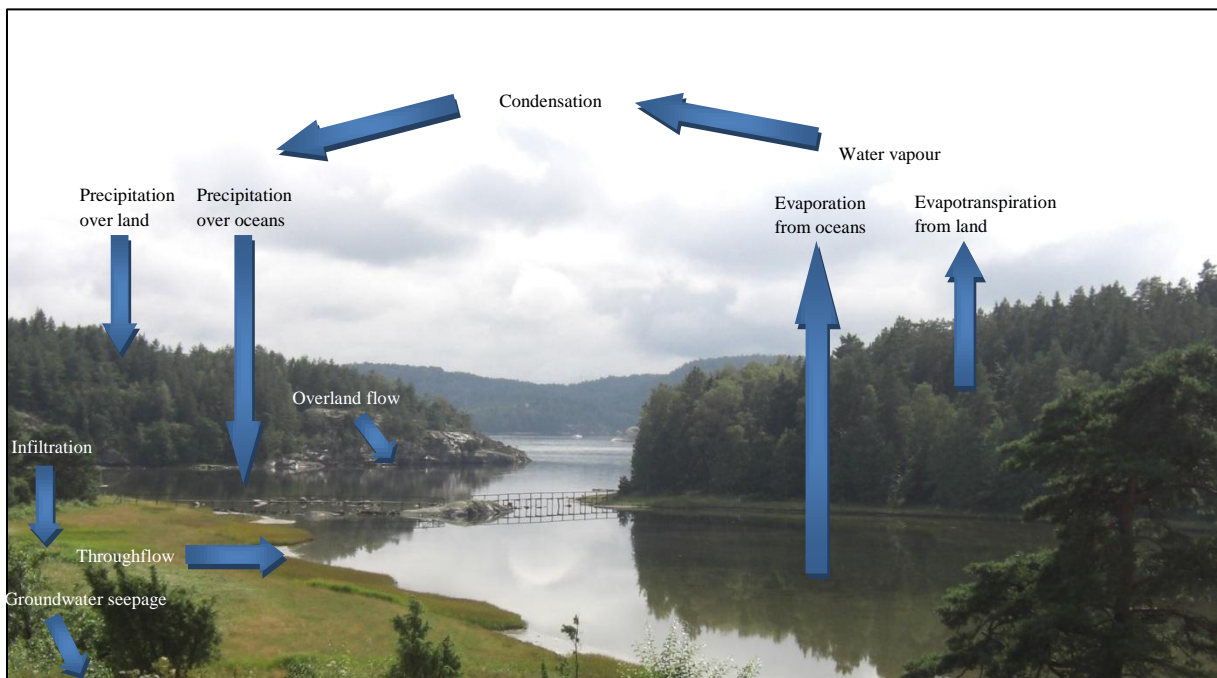 Condensation
Water vapour
Precipitation
over land
Precipitation
over oceans
Evaporation
from oceans
Evapotranspiration
from land
Overland flow
Infiltration
Throughflow
Groundwater seepage